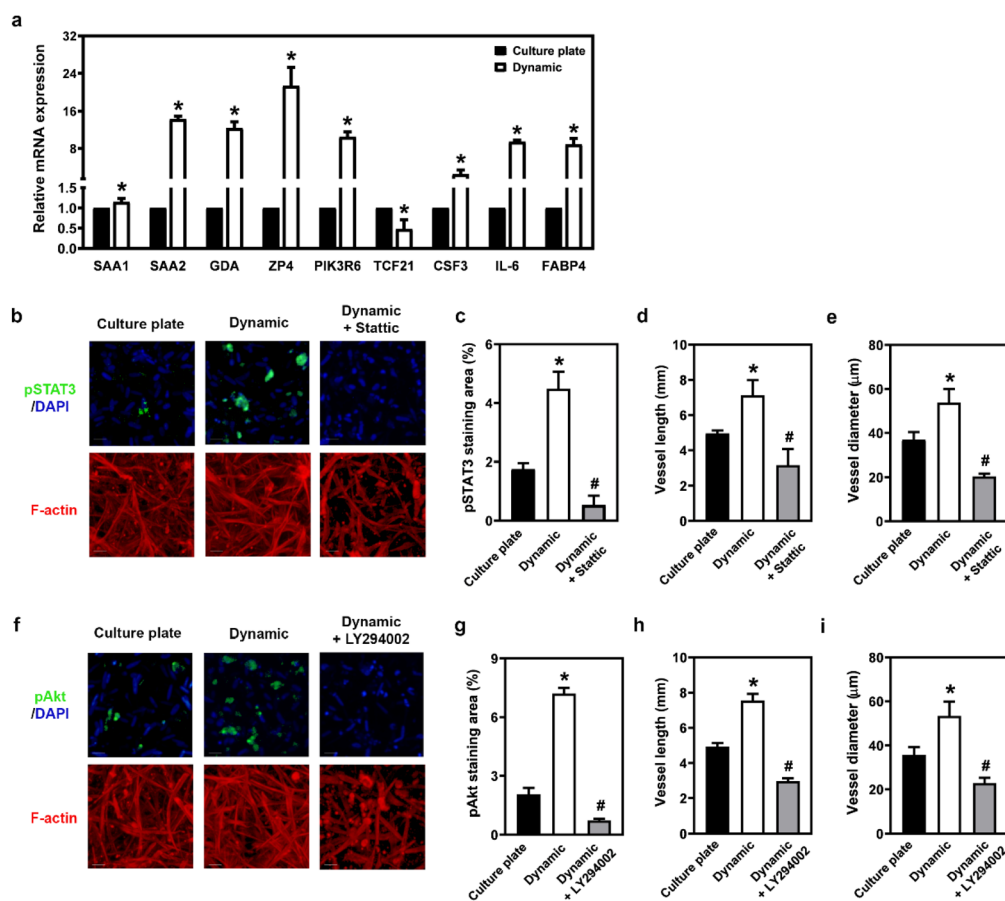 a
Relative mRNA expression
32
24
16
8
1.5
1.0
0.5
0.0
Culture plate
Dynamic
* * * * * * * * *
SAA1 SAA2 GDA ZP4 PIK3R6 TCF21 CSF3 IL-6 FABP4
b
Culture plate
Dynamic
Dynamic
+ Stattic
pSTAT3
/DAPI
F-actin
c
pSTAT3 staining area (%)
6
4
2
0
*
#
Culture plate
Dynamic
Dynamic
+ Stattic
d
Vessel length (mm)
10
8
6
4
2
0
*
#
Culture plate
Dynamic
Dynamic
+ Stattic
e
Vessel diameter (μm)
80
60
40
20
0
*
#
Culture plate
Dynamic
Dynamic
+ Stattic
f
Culture plate
Dynamic
Dynamic
+ LY294002
pAkt
/DAPI
F-actin
g
pAkt staining area (%)
9
6
3
0
*
#
Culture plate
Dynamic
Dynamic
+ LY294002
h
Vessel length (mm)
10
8
6
4
2
0
*
#
Culture plate
Dynamic
Dynamic
+ LY294002
i
Vessel diameter (μm)
80
60
40
20
0
*
#
Culture plate
Dynamic
Dynamic
+ LY294002